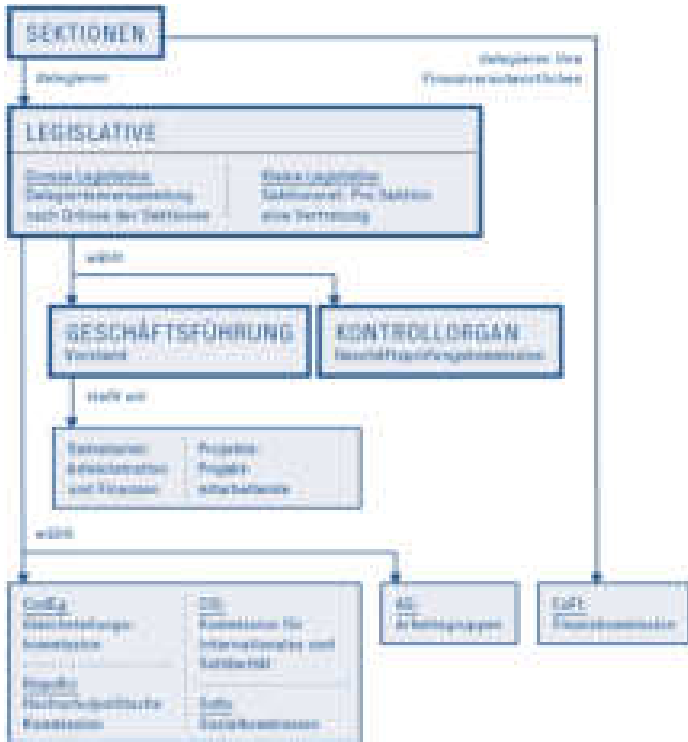 SEKTIONEN
delegieren
delegieren ihre
Finanzverantwortlichen
LEGISLATIVE
Grosse Legislative
Delegiertenversammlung
nach Grösse der Sektionen
Kleine Legislative
Sektionsrat: Pro Sektion
eine Vertretung
wählt
GESCHÄFTSFÜHRUNG
Vorstand
KONTROLLORGAN
Geschäftsprüfungskommission
stellt an
Sekretariat
Administration
und Finanzen
Projekte
Projekt-
mitarbeitende
wählt
Kommission
Hochschulpolitische
Kommission
Kommission für
Internationales und
Solidarität
SoKo
Sozialkommission
AG
Arbeitsgruppen
Finanzkommission